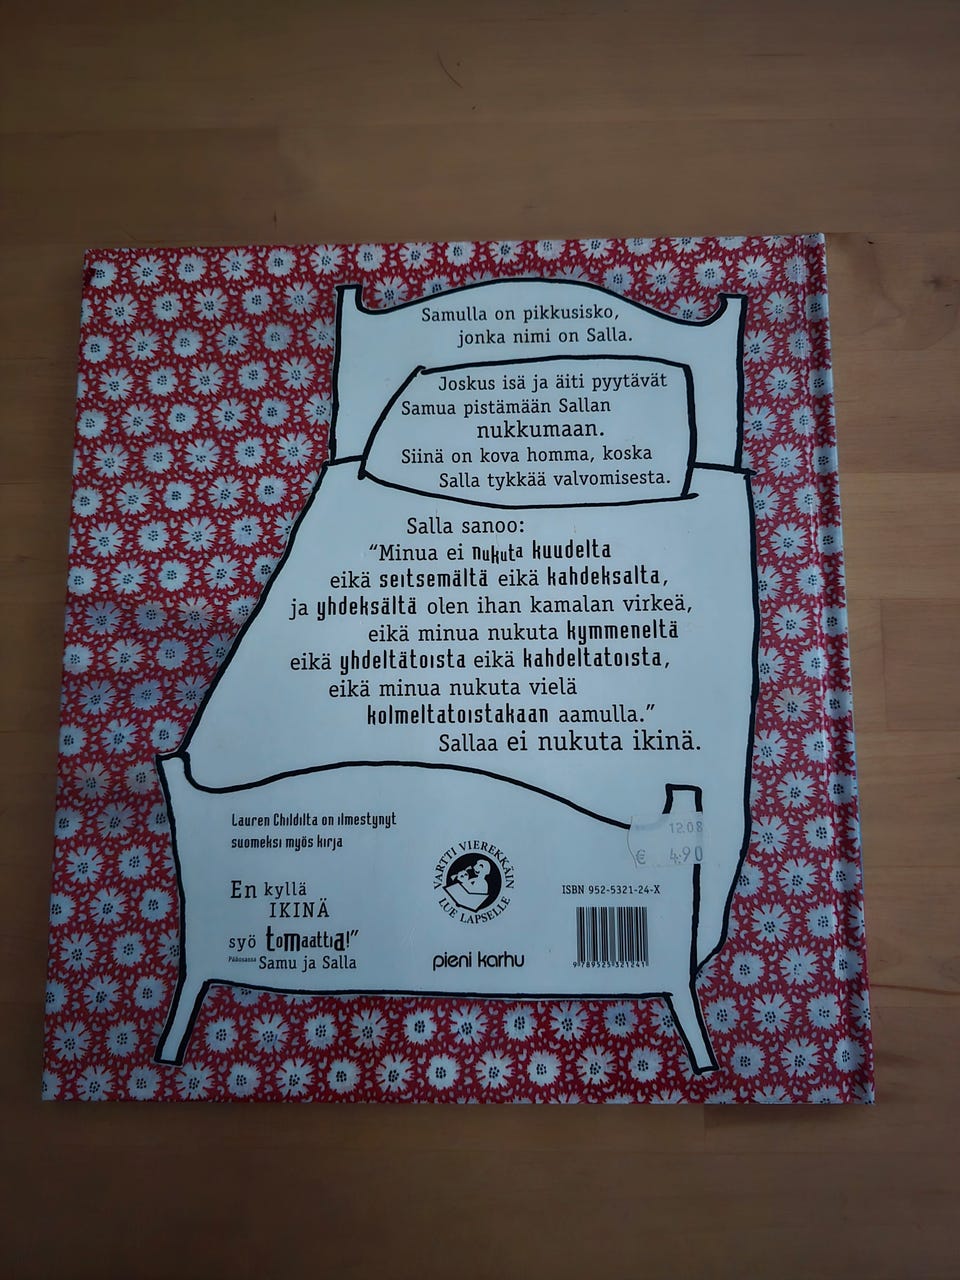 Samulla on pikkusisko,
jonka nimi on Salla.
Joskus isä ja äiti pyytävät
Samua pistämään Sallan
nukkumaan.
Siinä on kova homma, koska
Salla tykkää valvomisesta.
Salla sanoo:
“Minua ei nukuta kuudelta
eikä seitsemältä eikä kahdeksalta,
ja yhdeksältä olen ihan kamalan virkeä,
eikä minua nukuta kymmeneltä
eikä yhdeltätoista eikä kahdeltatoista,
eikä minua nukuta vielä
kolmeltatoistakaan aamulla.”
Sallaa ei nukuta ikinä.
Lauren Childilta on ilmestynyt
suomeksi myös kirja
En kyllä
IKINÄ
syö tomaattia!”
Pääosassa Samu ja Salla
VARTTI VIEREKKÄIN
LUE LAPSELLE
pieni karhu
12.08
€ 4.90
ISBN 952-5321-24-X
9 789525 321241